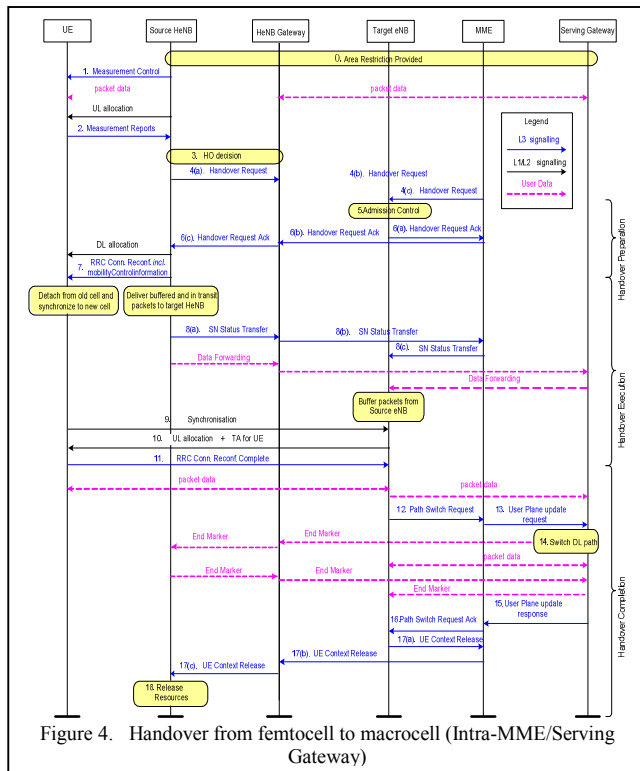 UE
Source HeNB
HeNB Gateway
Target eNB
MME
Serving Gateway
0. Area Restriction Provided
1. Measurement Control
packet data
UL allocation
2. Measurement Reports
Legend
L3 signalling
L1/L2 signalling
User Data
3. HO decision
4(a). Handover Request
4(b). Handover Request
4(c). Handover Request
5.Admission Control
6(a). Handover Request Ack
6(b). Handover Request Ack
6(c). Handover Request Ack
DL allocation
7. RRC Conn. Reconf. incl.
mobilityControlInformation
Handover Preparation
Detach from old cell and
synchronize to new cell
Deliver buffered and in transit
packets to target HeNB
8(a). SN Status Transfer
8(b). SN Status Transfer
8(c). SN Status Transfer
Data Forwarding
Data Forwarding
Buffer packets from
Source eNB
9. Synchronisation
10. UL allocation + TA for UE
Handover Execution
11. RRC Conn. Reconf. Complete
packet data
packet data
12. Path Switch Request
13. User Plane update
request
End Marker
End Marker
14. Switch DL path
packet data
End Marker
End Marker
End Marker
15. User Plane update
response
16.Path Switch Request Ack
17(a). UE Context Release
17(b). UE Context Release
17(c). UE Context Release
18. Release
Resources
Handover Completion
Figure 4. Handover from femtocell to macrocell (Intra-MME/Serving
Gateway)